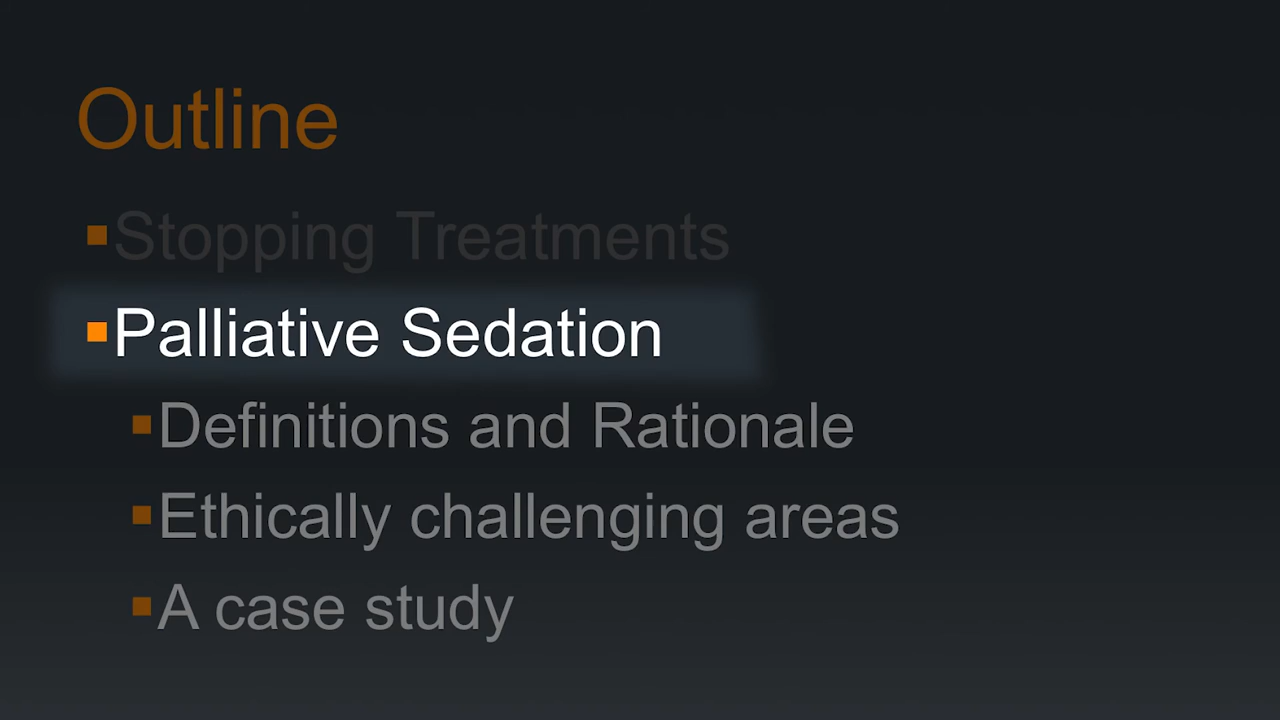 Outline
Stopping Treatments
Palliative Sedation
Definitions and Rationale
Ethically challenging areas
A case study